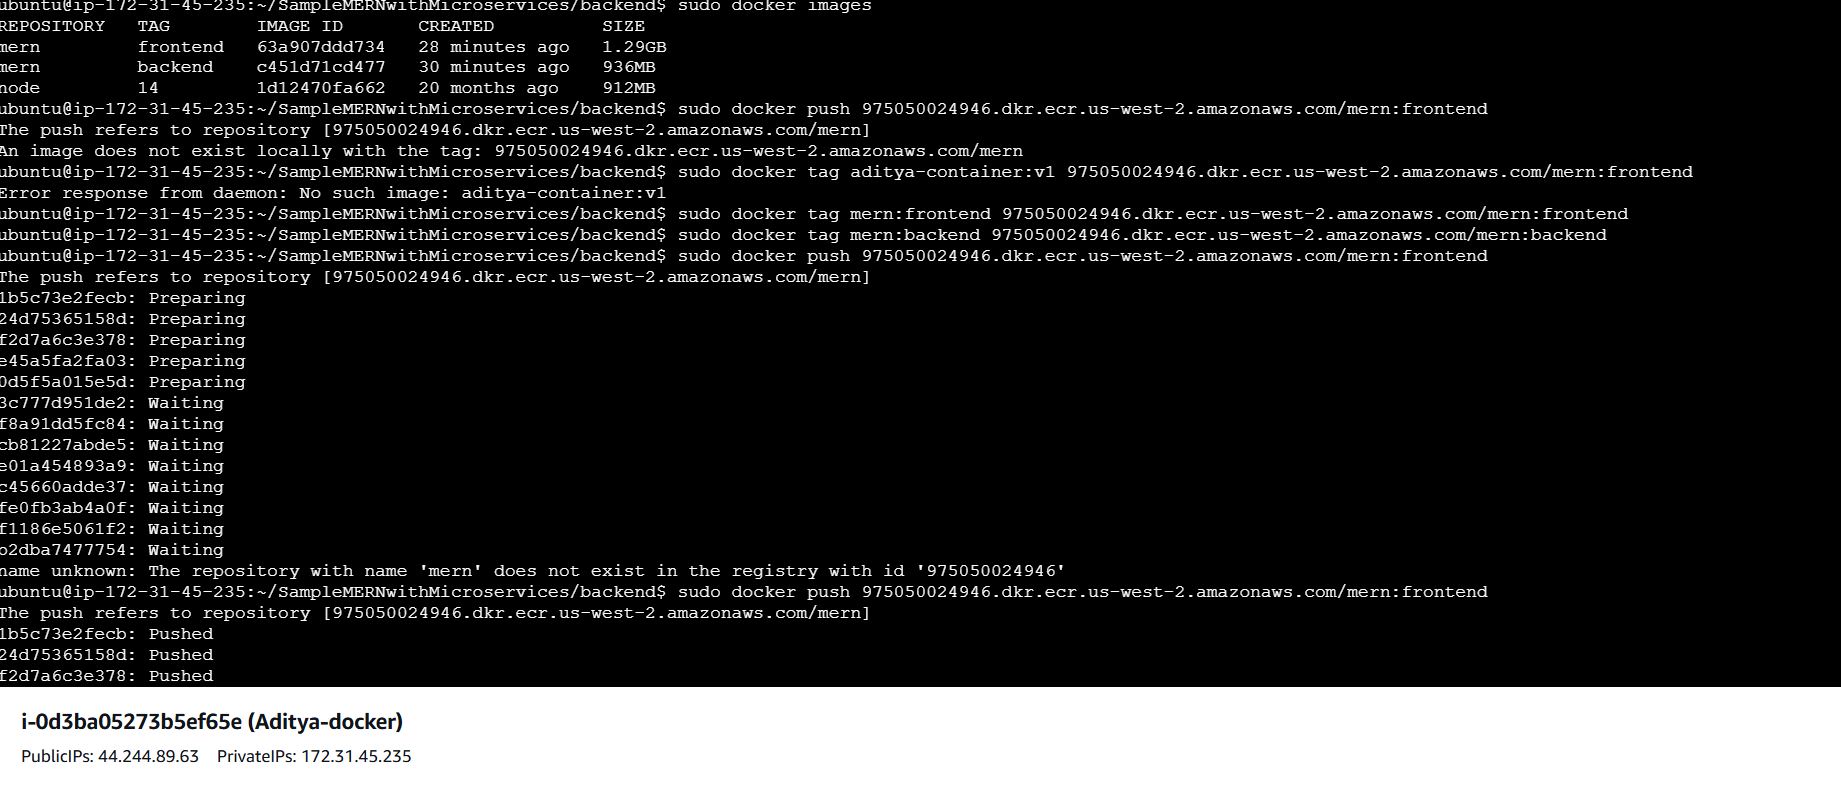 ubuntu@ip-172-31-45-235:~/SampleMERNwithMicroservices/backend$ sudo docker images
REPOSITORY TAG IMAGE ID CREATED SIZE
mern frontend 63a907ddd734 28 minutes ago 1.29GB
mern backend c451d71cd477 30 minutes ago 936MB
node 14 1d12470fa662 20 months ago 912MB
ubuntu@ip-172-31-45-235:~/SampleMERNwithMicroservices/backend$ sudo docker push 975050024946.dkr.ecr.us-west-2.amazonaws.com/mern:frontend
The push refers to repository [975050024946.dkr.ecr.us-west-2.amazonaws.com/mern]
An image does not exist locally with the tag: 975050024946.dkr.ecr.us-west-2.amazonaws.com/mern
ubuntu@ip-172-31-45-235:~/SampleMERNwithMicroservices/backend$ sudo docker tag aditya-container:v1 975050024946.dkr.ecr.us-west-2.amazonaws.com/mern:frontend
Error response from daemon: No such image: aditya-container:v1
ubuntu@ip-172-31-45-235:~/SampleMERNwithMicroservices/backend$ sudo docker tag mern:frontend 975050024946.dkr.ecr.us-west-2.amazonaws.com/mern:frontend
ubuntu@ip-172-31-45-235:~/SampleMERNwithMicroservices/backend$ sudo docker tag mern:backend 975050024946.dkr.ecr.us-west-2.amazonaws.com/mern:backend
ubuntu@ip-172-31-45-235:~/SampleMERNwithMicroservices/backend$ sudo docker push 975050024946.dkr.ecr.us-west-2.amazonaws.com/mern:frontend
The push refers to repository [975050024946.dkr.ecr.us-west-2.amazonaws.com/mern]
1b5c73e2fecb: Preparing
24d75365158d: Preparing
f2d7a6c3e378: Preparing
e45a5fa2fa03: Preparing
0d5f5a015e5d: Preparing
3c777d951de2: Waiting
f8a91dd5fc84: Waiting
cb81227abde5: Waiting
e01a454893a9: Waiting
c45660adde37: Waiting
fe0fb3ab4a0f: Waiting
f1186e5061f2: Waiting
b2dba7477754: Waiting
name unknown: The repository with name 'mern' does not exist in the registry with id '975050024946'
ubuntu@ip-172-31-45-235:~/SampleMERNwithMicroservices/backend$ sudo docker push 975050024946.dkr.ecr.us-west-2.amazonaws.com/mern:frontend
The push refers to repository [975050024946.dkr.ecr.us-west-2.amazonaws.com/mern]
1b5c73e2fecb: Pushed
24d75365158d: Pushed
f2d7a6c3e378: Pushed
i-0d3ba05273b5ef65e (Aditya-docker)
PublicIPs: 44.244.89.63 PrivateIPs: 172.31.45.235